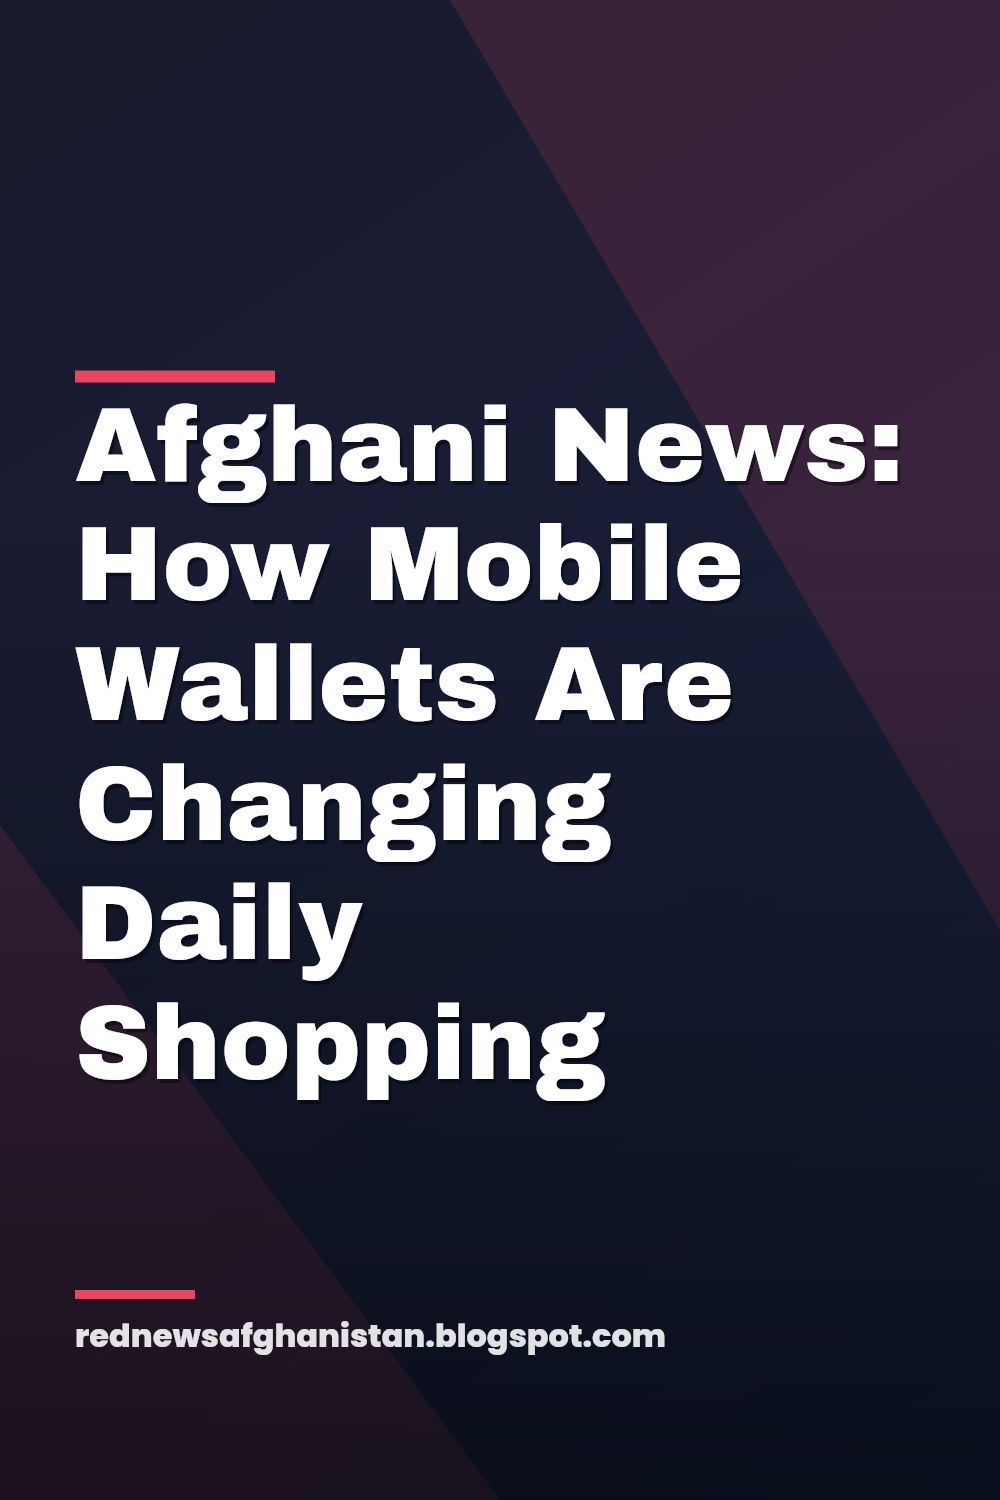 Afghani News:
How Mobile
Wallets Are
Changing
Daily
Shopping
rednewsafghanistan.blogspot.com